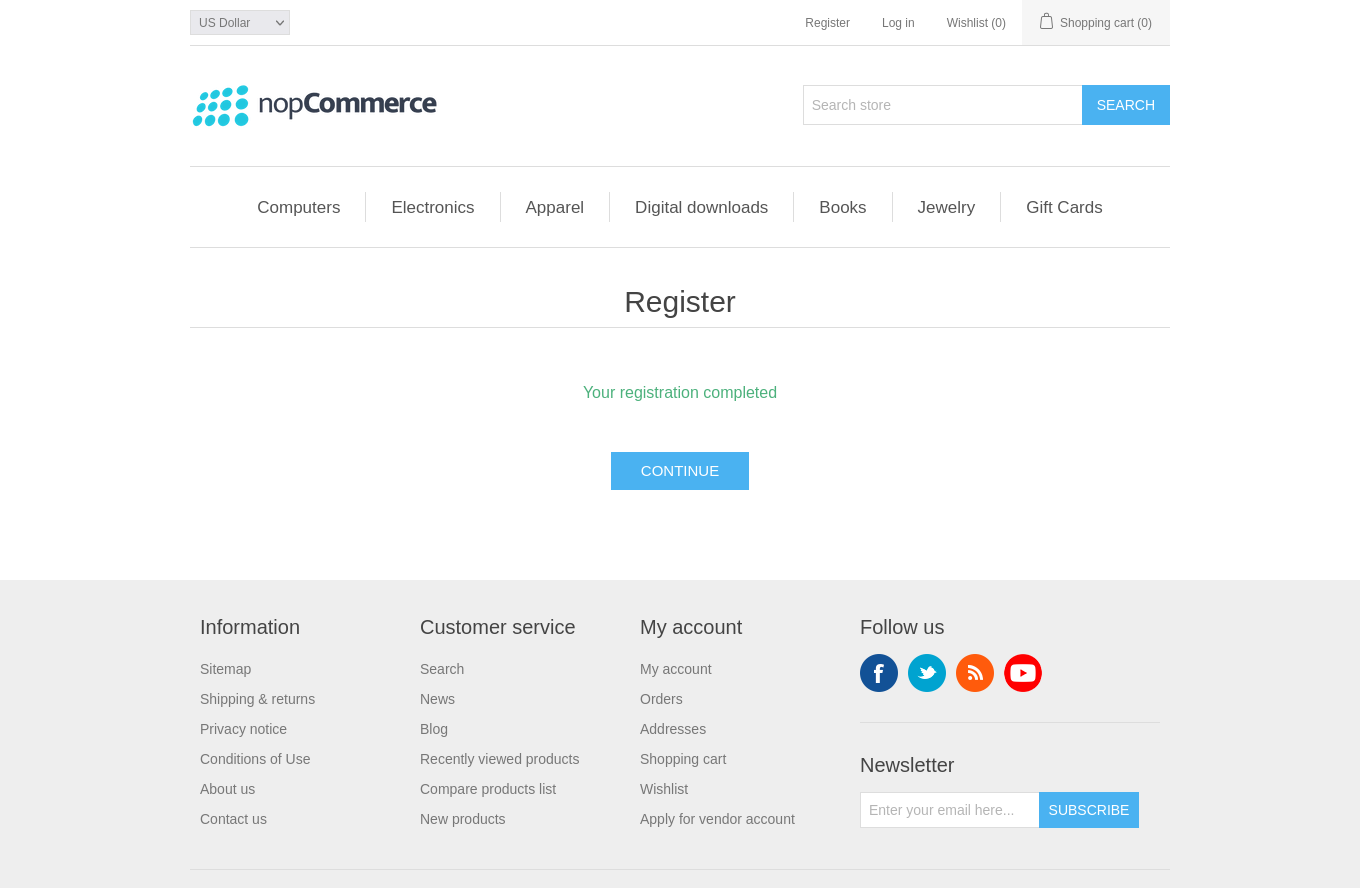 US Dollar
Register
Log in
Wishlist (0)
Shopping cart (0)
nopCommerce
Search store
SEARCH
Computers
Electronics
Apparel
Digital downloads
Books
Jewelry
Gift Cards
Register
Your registration completed
CONTINUE
Information
Sitemap
Shipping & returns
Privacy notice
Conditions of Use
About us
Contact us
Customer service
Search
News
Blog
Recently viewed products
Compare products list
New products
My account
My account
Orders
Addresses
Shopping cart
Wishlist
Apply for vendor account
Follow us
Newsletter
Enter your email here...
SUBSCRIBE